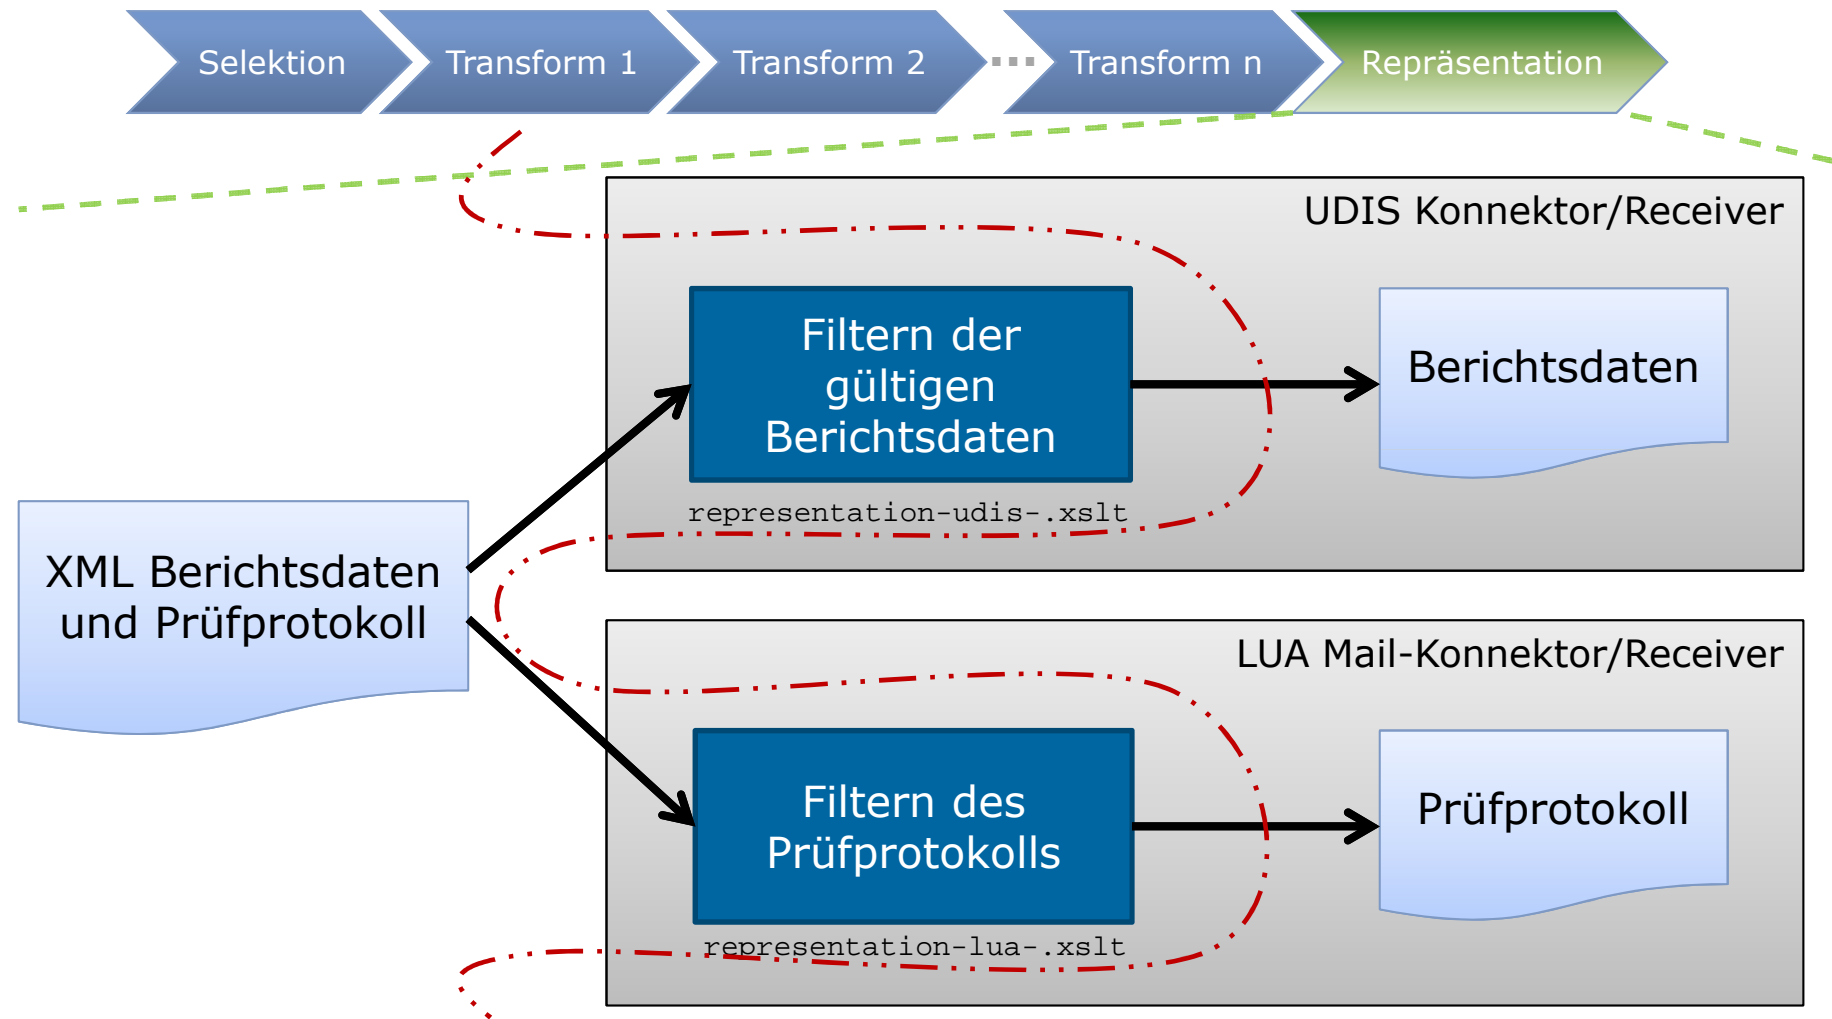 Selektion
Transform 1
Transform 2
...
Transform n
Repräsentation
UDIS Konnektor/Receiver
Filtern der
gültigen
Berichtsdaten
Berichtsdaten
representation-udis-.xslt
XML Berichtsdaten
und Prüfprotokoll
LUA Mail-Konnektor/Receiver
Filtern des
Prüfprotokolls
Prüfprotokoll
representation-lua-.xslt